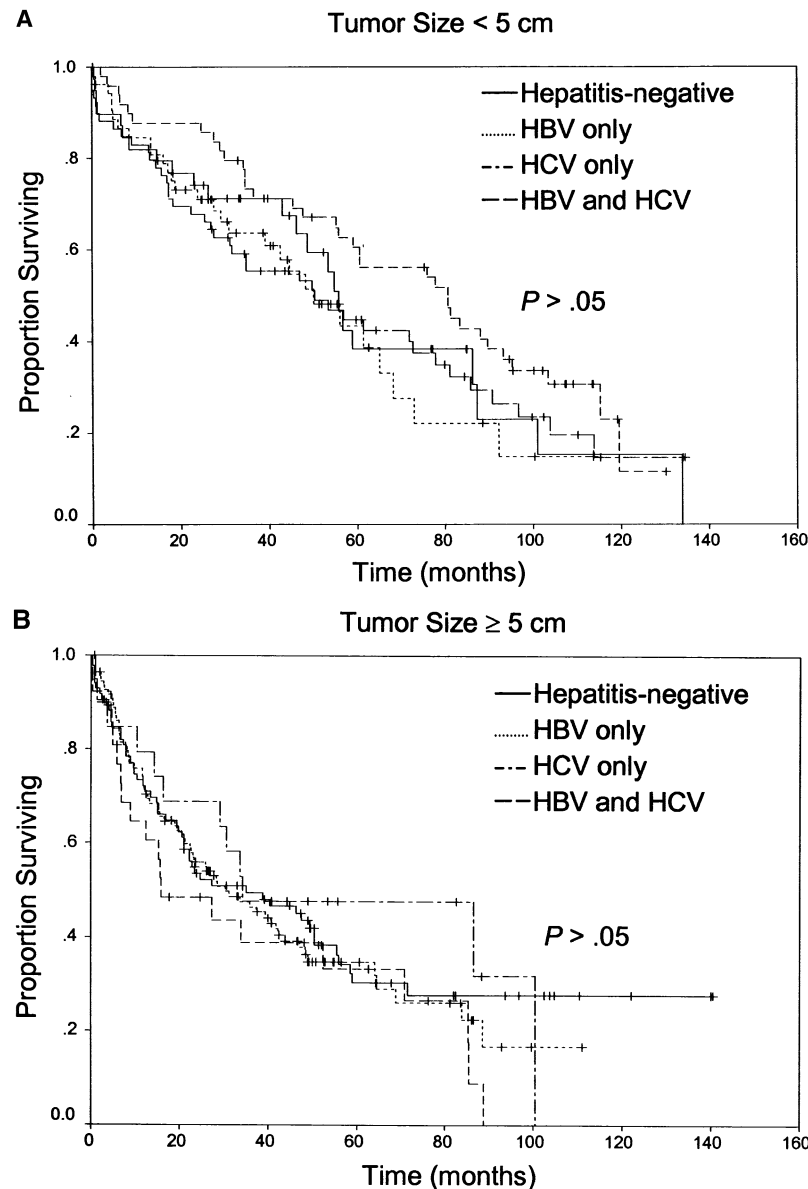 A
Tumor Size < 5 cm
1.0
.8
.6
.4
.2
0.0
Proportion Surviving
Hepatitis-negative
HBV only
HCV only
HBV and HCV
P > .05
0 20 40 60 80 100 120 140 160
Time (months)
B
Tumor Size ≥ 5 cm
1.0
.8
.6
.4
.2
0.0
Proportion Surviving
Hepatitis-negative
HBV only
HCV only
HBV and HCV
P > .05
0 20 40 60 80 100 120 140 160
Time (months)